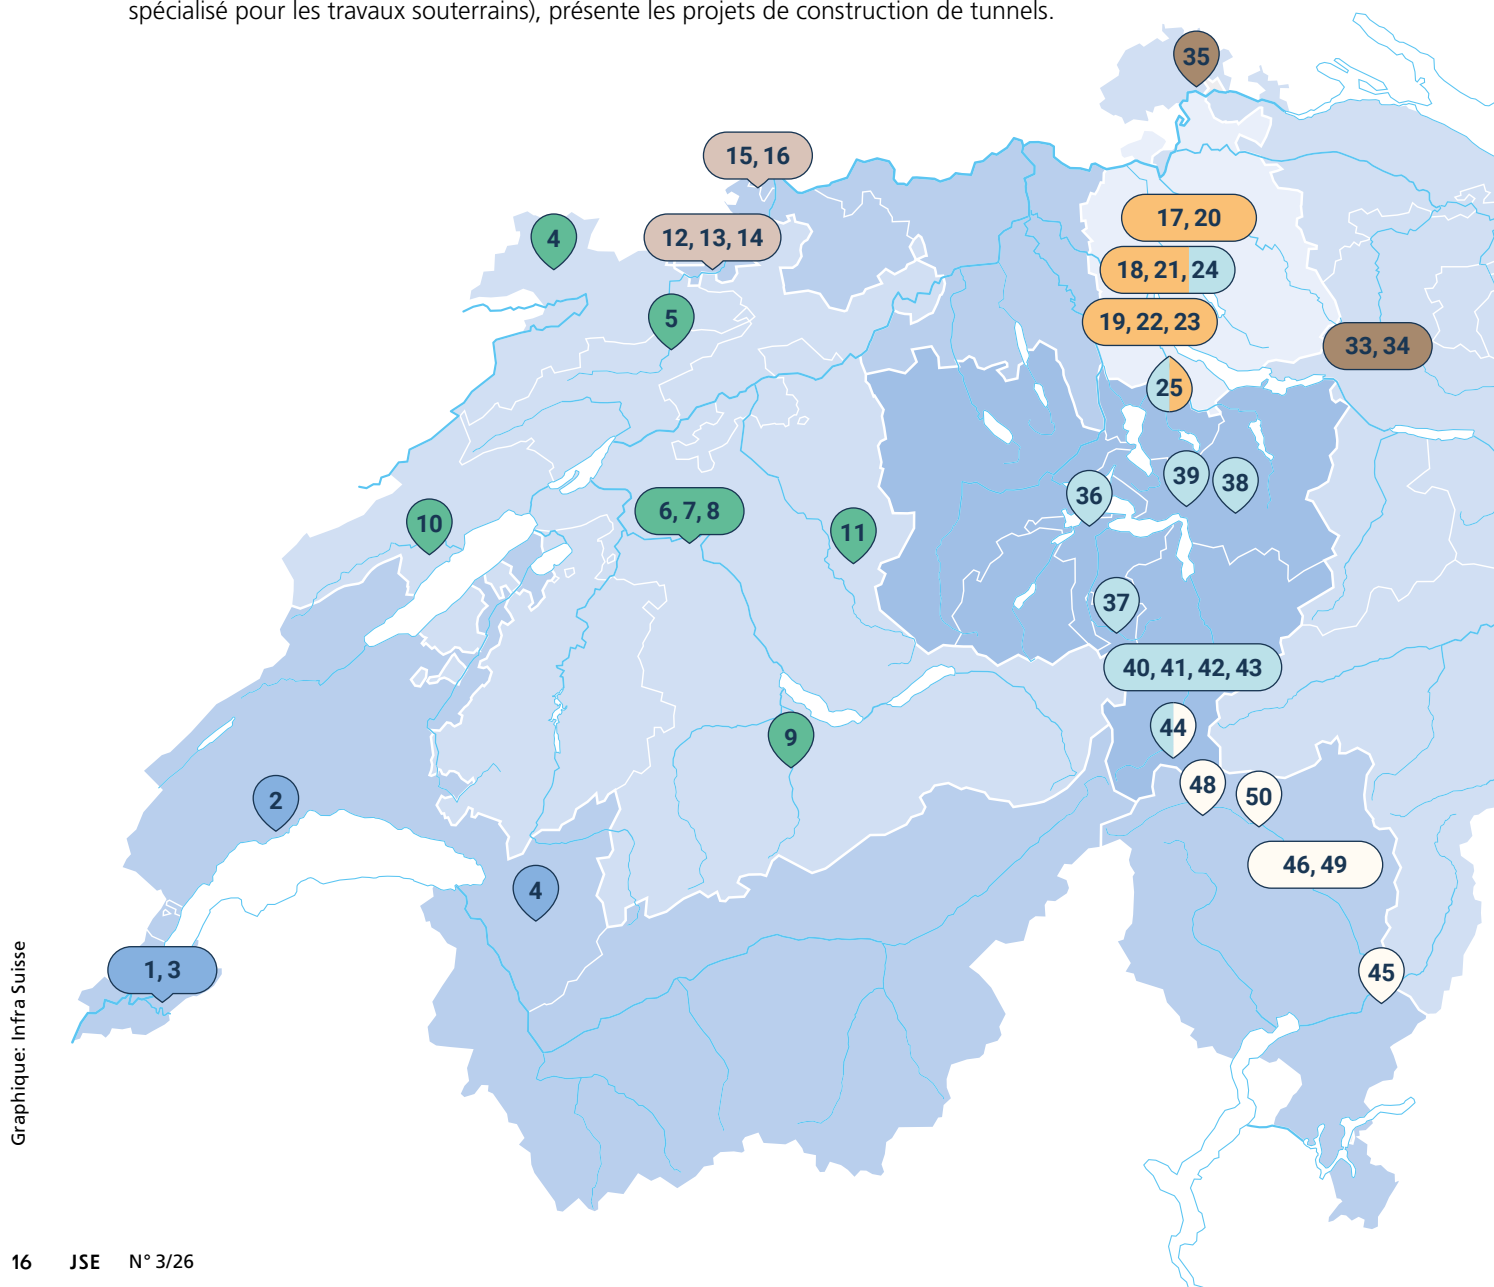 spécialisé pour les travaux souterrains), présente les projets de construction de tunnels.
35
15, 16
17, 20
4
12, 13, 14
18, 21, 24
5
19, 22, 23
33, 34
25
39
38
36
6, 7, 8
10
11
37
40, 41, 42, 43
44
9
48
50
2
46, 49
4
1, 3
45
Graphique: Infra Suisse
16 JSE N° 3/26